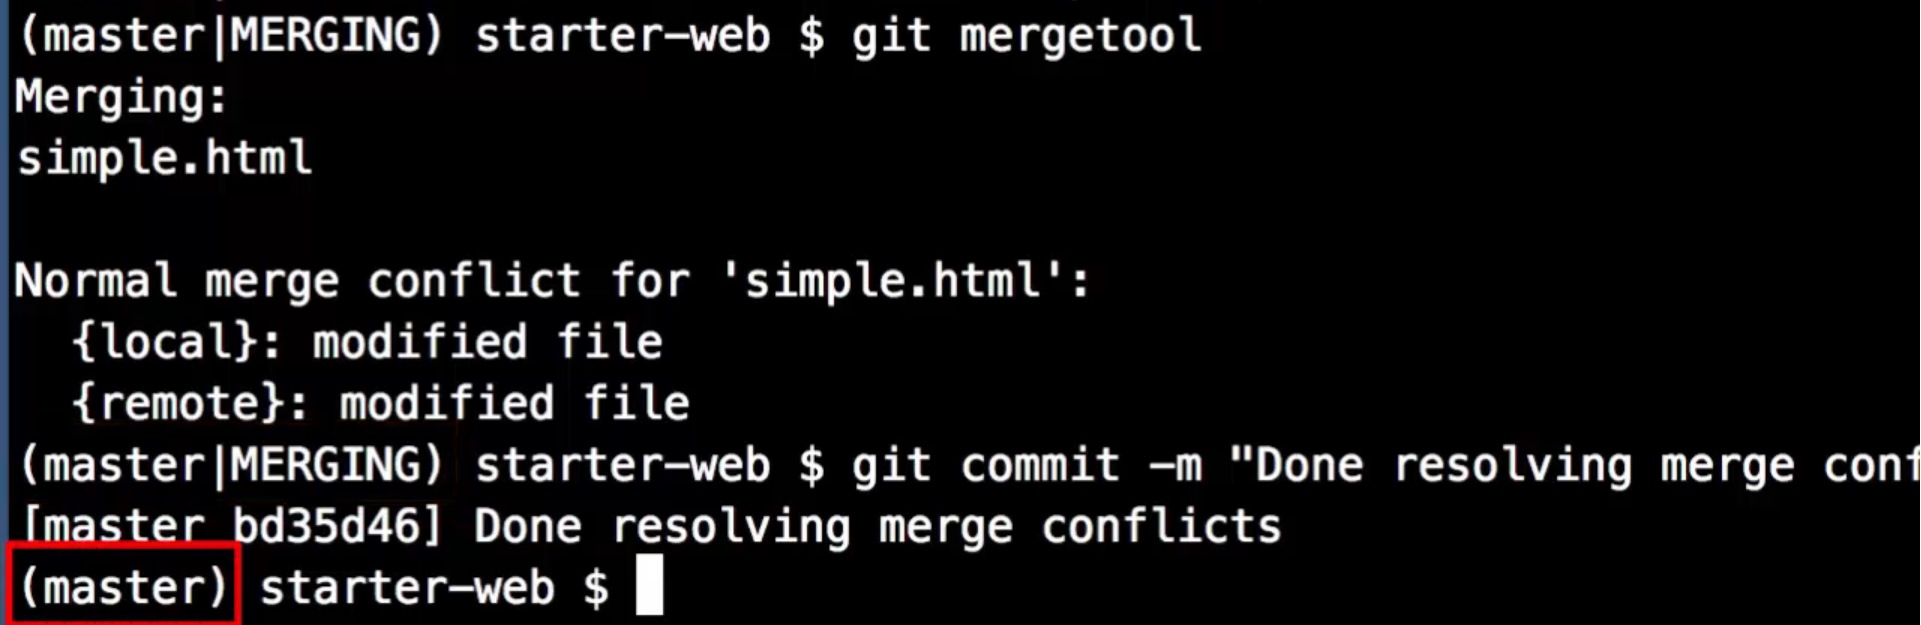 (master|MERGING) starter-web $ git mergetool
Merging:
simple.html
Normal merge conflict for 'simple.html':
{local}: modified file
{remote}: modified file
(master|MERGING) starter-web $ git commit -m "Done resolving merge conf
[master bd35d46] Done resolving merge conflicts
(master) starter-web $